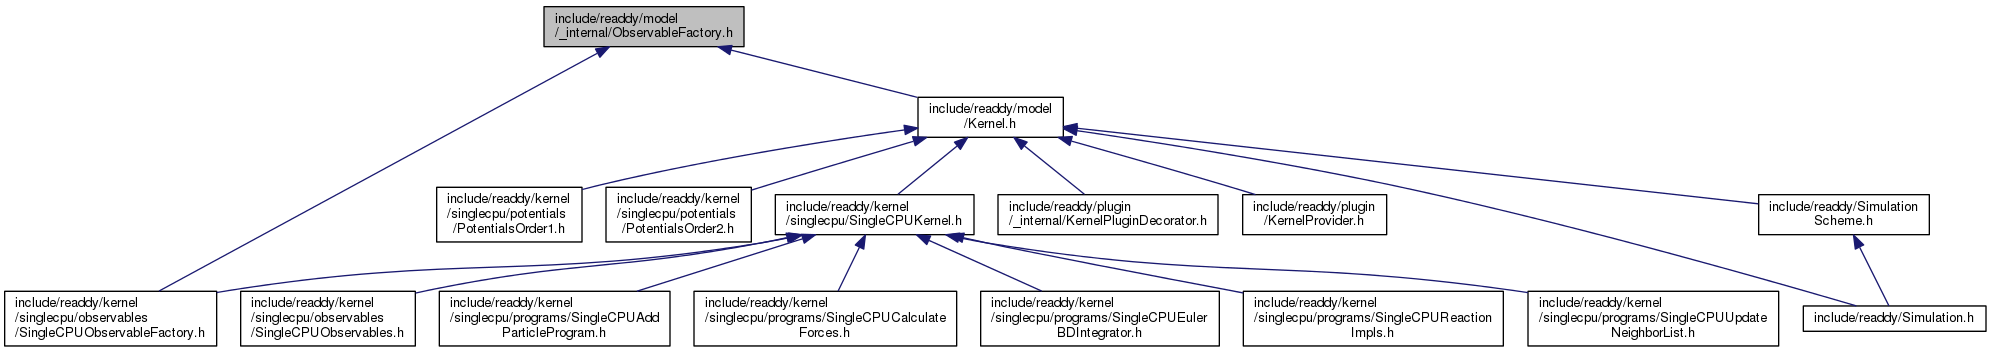 include/readdy/model
/_internal/ObservableFactory.h
include/readdy/model
/Kernel.h
include/readdy/kernel
/singlecpu/potentials
/PotentialsOrder1.h
include/readdy/kernel
/singlecpu/potentials
/PotentialsOrder2.h
include/readdy/kernel
/singlecpu/SingleCPUKernel.h
include/readdy/plugin
/_internal/KernelPluginDecorator.h
include/readdy/plugin
/KernelProvider.h
include/readdy/Simulation
Scheme.h
include/readdy/kernel
/singlecpu/observables
/SingleCPUObservableFactory.h
include/readdy/kernel
/singlecpu/observables
/SingleCPUObservables.h
include/readdy/kernel
/singlecpu/programs/SingleCPUAdd
ParticleProgram.h
include/readdy/kernel
/singlecpu/programs/SingleCPUCalculate
Forces.h
include/readdy/kernel
/singlecpu/programs/SingleCPUEuler
BDIntegrator.h
include/readdy/kernel
/singlecpu/programs/SingleCPUReaction
Impls.h
include/readdy/kernel
/singlecpu/programs/SingleCPUUpdate
NeighborList.h
include/readdy/Simulation.h